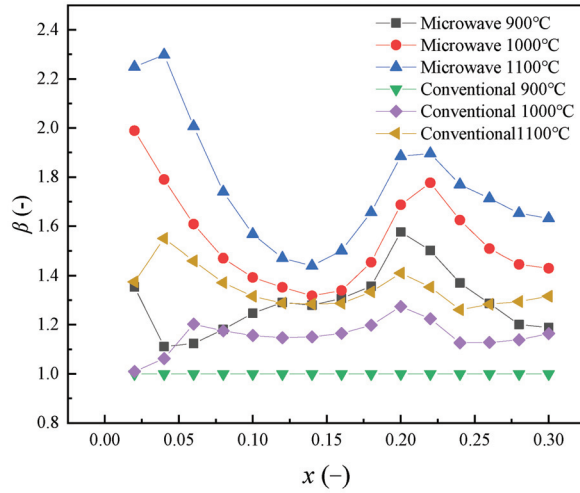 2.4
2.2
2.0
1.8
1.6
1.4
1.2
1.0
0.8
β (-)
Microwave 900℃
Microwave 1000℃
Microwave 1100℃
Conventional 900℃
Conventional 1000℃
Conventional1100℃
0.00 0.05 0.10 0.15 0.20 0.25 0.30
x (–)